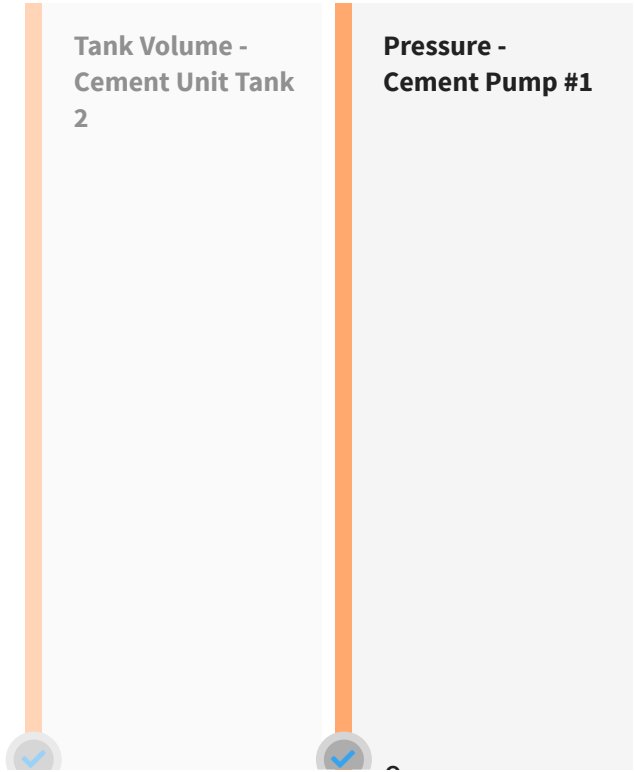 Tank Volume -
Cement Unit Tank
2
Pressure -
Cement Pump #1